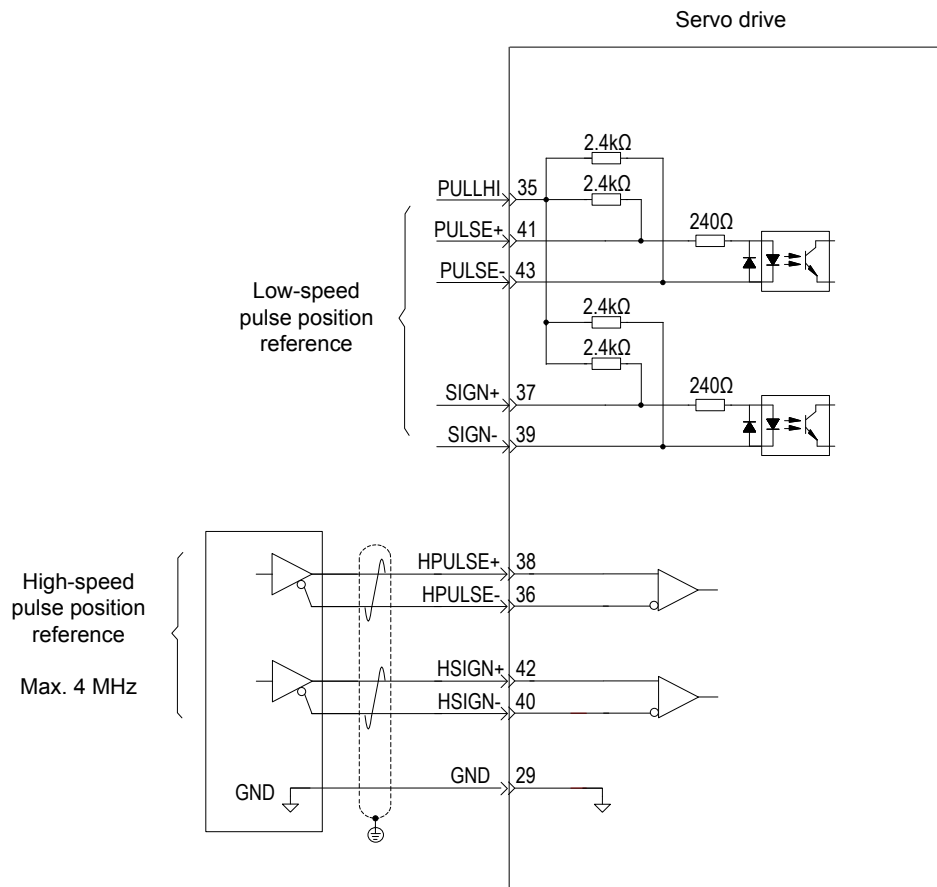 Servo drive
2.4kΩ
PULLHI 35 2.4kΩ
PULSE+ 41 240Ω
PULSE- 43
Low-speed
pulse position
reference
2.4kΩ
2.4kΩ
SIGN+ 37 240Ω
SIGN- 39
High-speed
pulse position
reference
Max. 4 MHz
HPULSE+ 38
HPULSE- 36
HSIGN+ 42
HSIGN- 40
GND GND 29